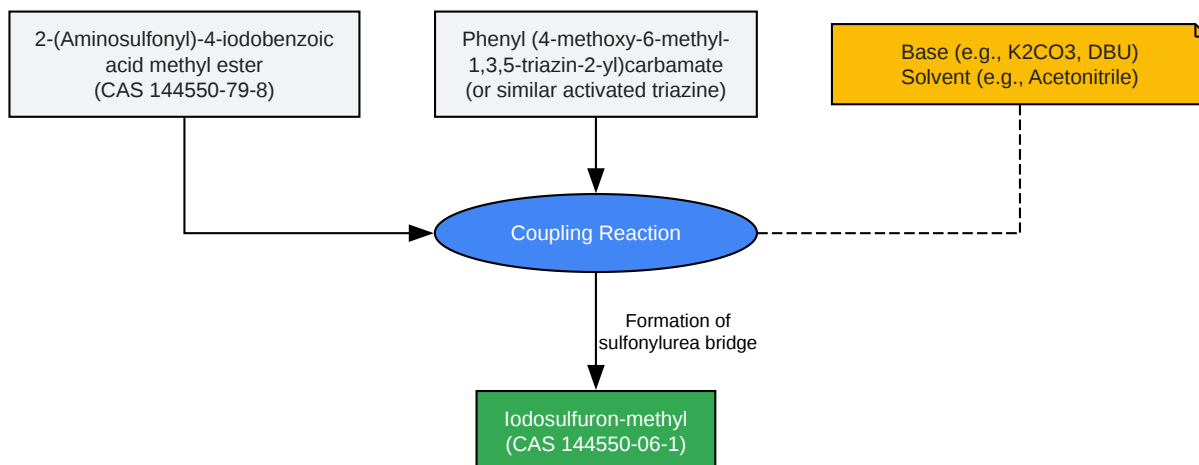 2-(Aminosulfonyl)-4-iodobenzoic
acid methyl ester
(CAS 144550-79-8)
Phenyl (4-methoxy-6-methyl-
1,3,5-triazin-2-yl)carbamate
(or similar activated triazine)
Base (e.g., K2CO3, DBU)
Solvent (e.g., Acetonitrile)
Coupling Reaction
Formation of
sulfonylurea bridge
Iodosulfuron-methyl
(CAS 144550-06-1)